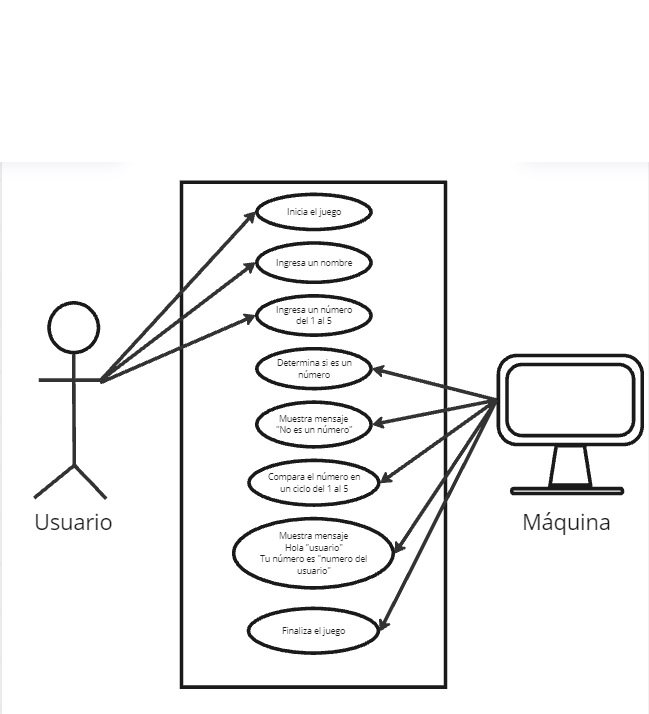 Inicia el juego
Ingresa un nombre
Ingresa un número
del 1 al 5
Determina si es un
número
Muestra mensaje
"No es un número"
Compara el número en
un ciclo del 1 al 5
Muestra mensaje
Hola "usuario"
Tu número es "numero del
usuario"
Finaliza el juego
Usuario
Máquina